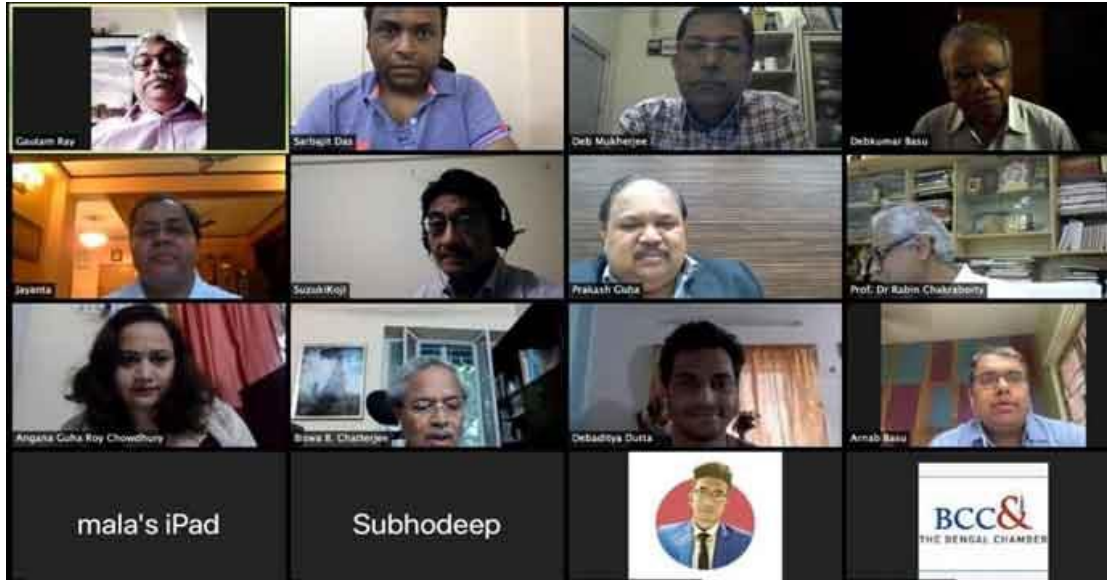 Gautam Ray
Sarbajit Das
Deb Mukherjee
Debkumar Basu
Jayanta
SuzukiKoji
Prakash Guha
Prof. Dr Rabin Chakraborty
Angana Guha Roy Chowdhury
Biswa B. Chatterjee
Debaditya Dutta
Arnab Basu
mala's iPad
Subhodeep
BCC&I
THE BENGAL CHAMBER